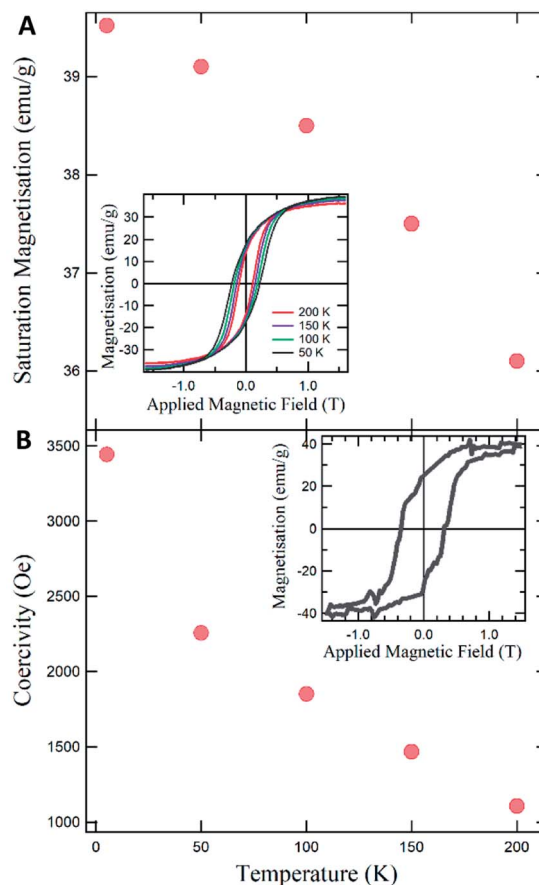 A
Saturation Magnetisation (emu/g)
39
38
37
36
Magnetisation (emu/g)
30
20
10
0
-10
-20
-30
200 K
150 K
100 K
50 K
-1.0
0.0
1.0
Applied Magnetic Field (T)
B
Coercivity (Oe)
3500
3000
2500
2000
1500
1000
Magnetisation (emu/g)
40
20
0
-20
-40
-1.0
0.0
1.0
Applied Magnetic Field (T)
0
50
100
150
200
Temperature (K)